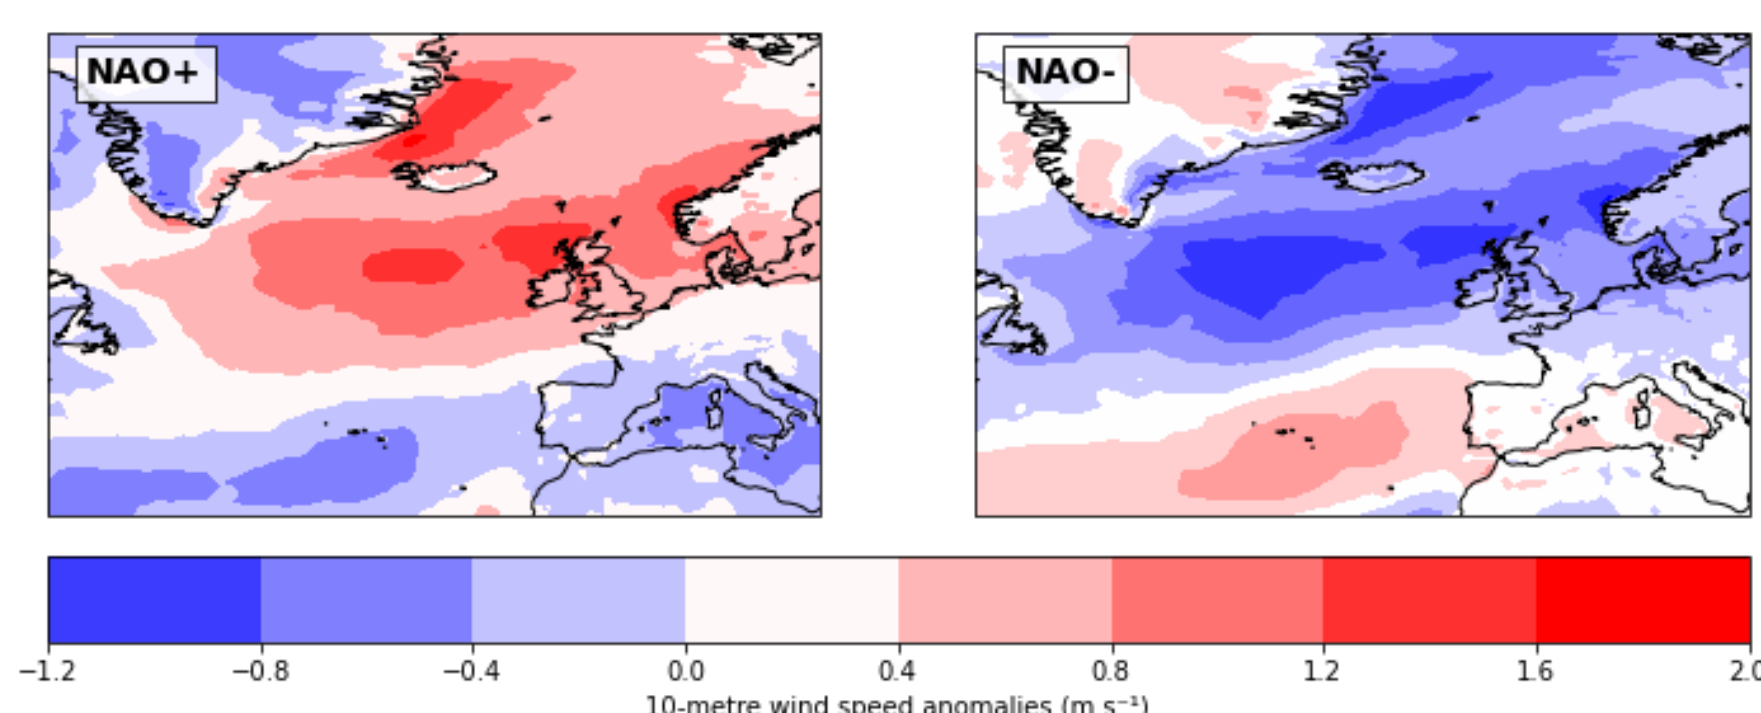 NAO+
NAO-
−1.2 −0.8 −0.4 0.0 0.4 0.8 1.2 1.6 2.0
10-metre wind speed anomalies (m s⁻¹)